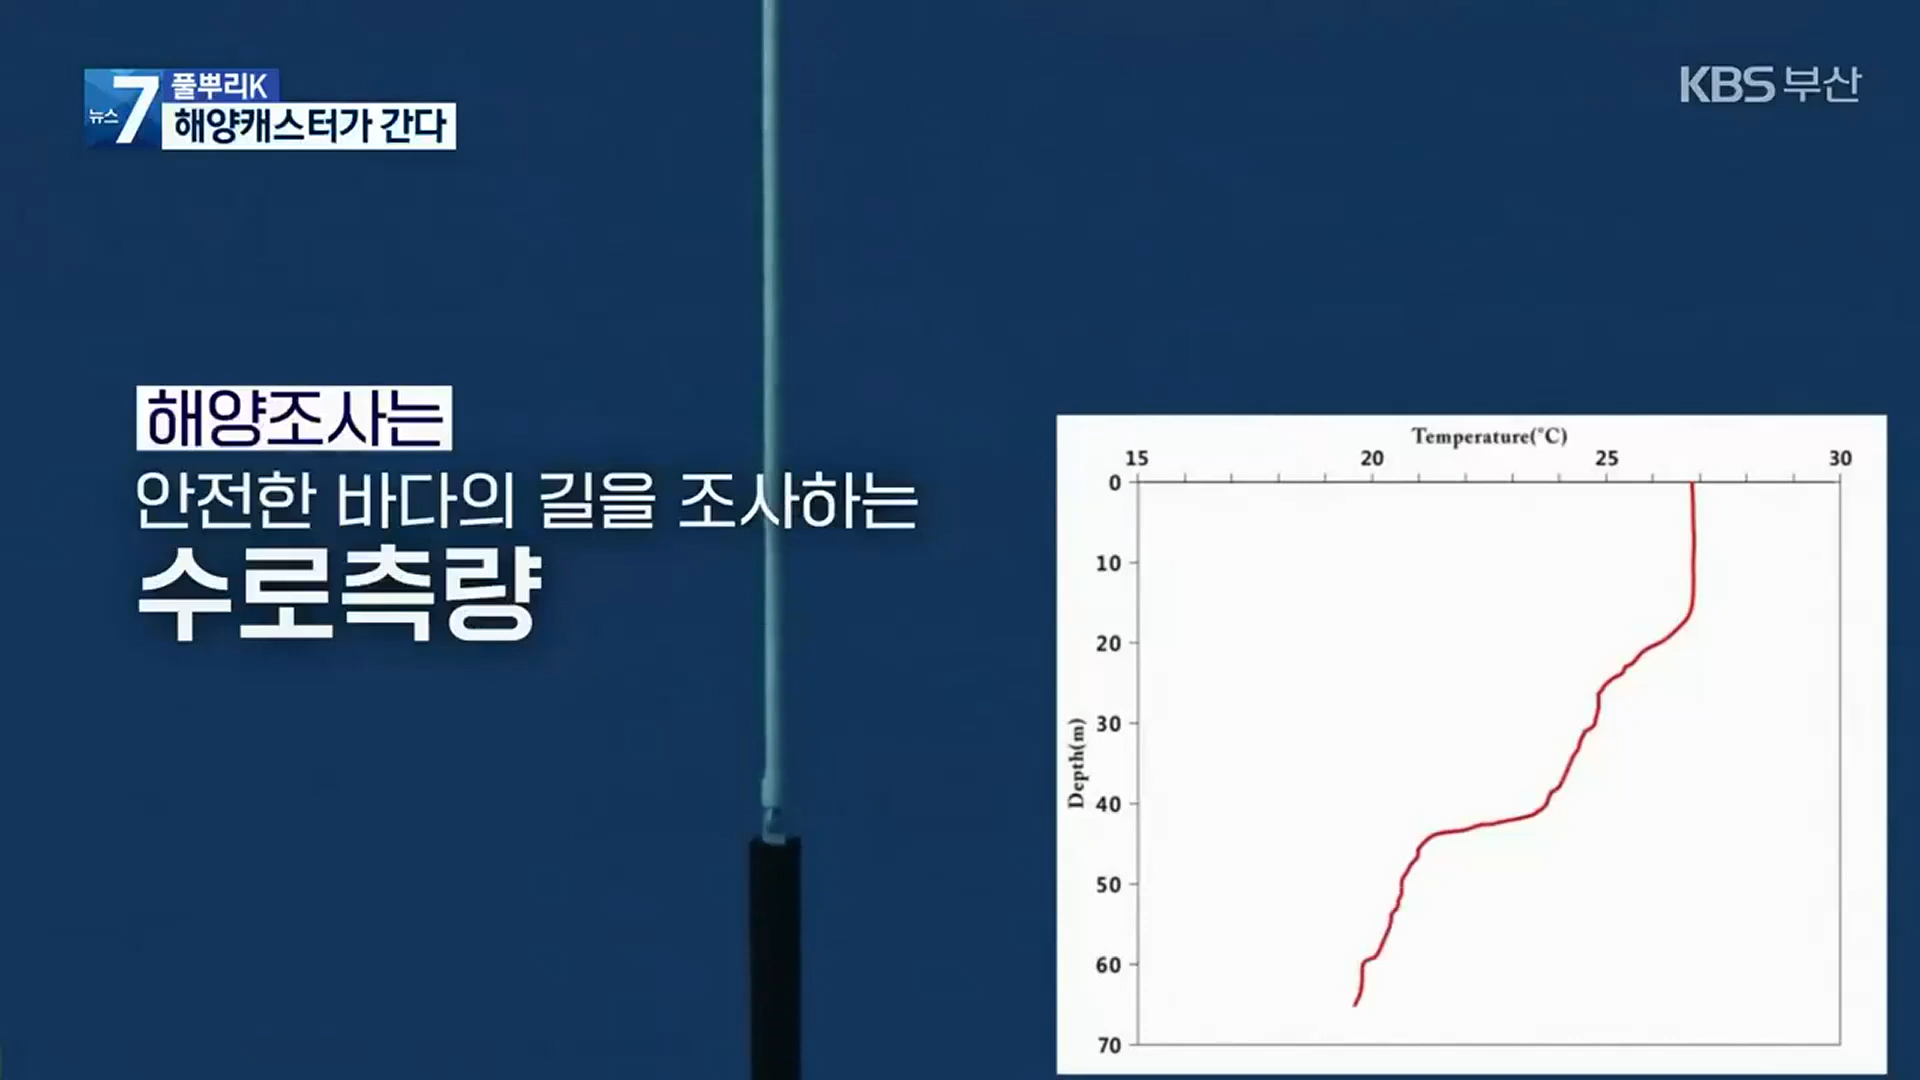 뉴스 7
풀뿌리K
해양캐스터가 간다
KBS 부산
해양조사는
안전한 바다의 길을 조사하는
수로측량
Temperature(°C)
15 20 25 30
Depth(m)
0
10
20
30
40
50
60
70